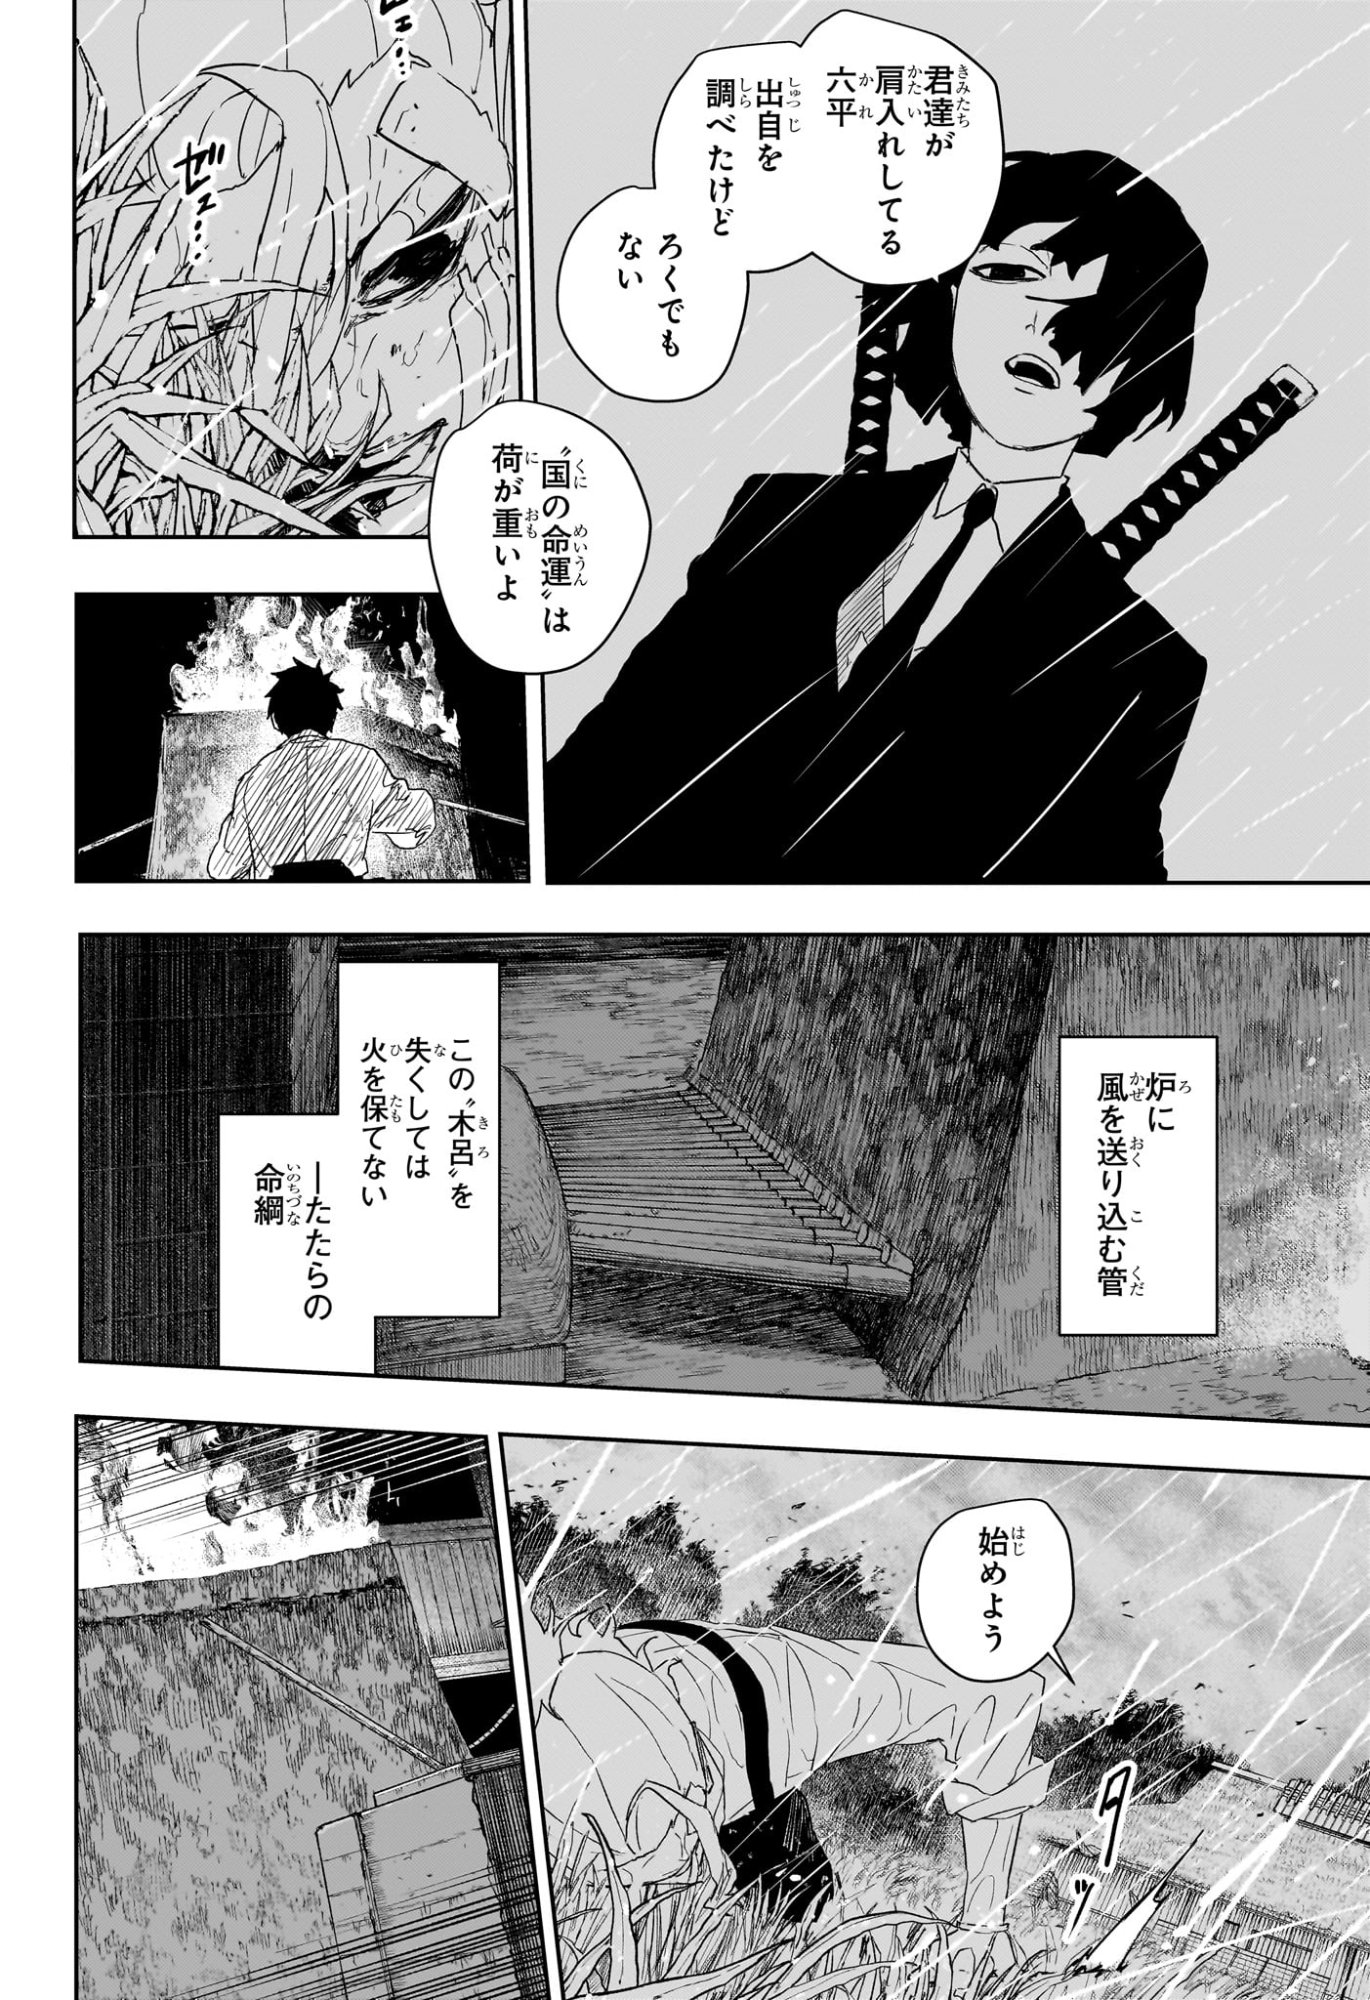 君達が
肩入れしてる
六平
出自を
調べたけど
ろくでも
ない
〝国の命運〟は
荷が重いよ
ゼェ…
ゼェ…
炉に
風を送り込む管
この〝木呂〟を
失くしては
火を保てない
ーたたらの
命綱
始めよう
ダッ